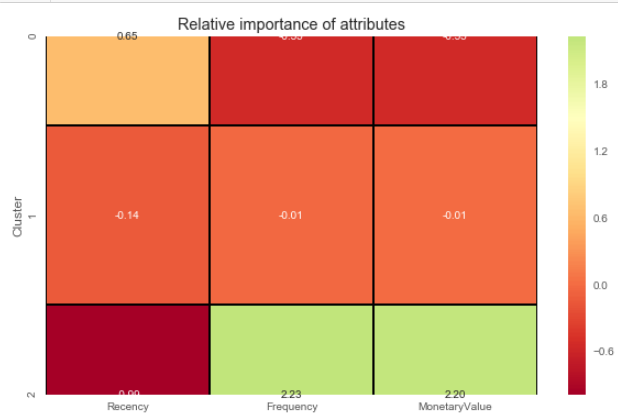 Relative importance of attributes
0
0.65
-0.14
-0.01
-0.01
1
Cluster
2
2.23
2.20
Recency
Frequency
MonetaryValue
1.8
1.2
0.6
0.0
−0.6